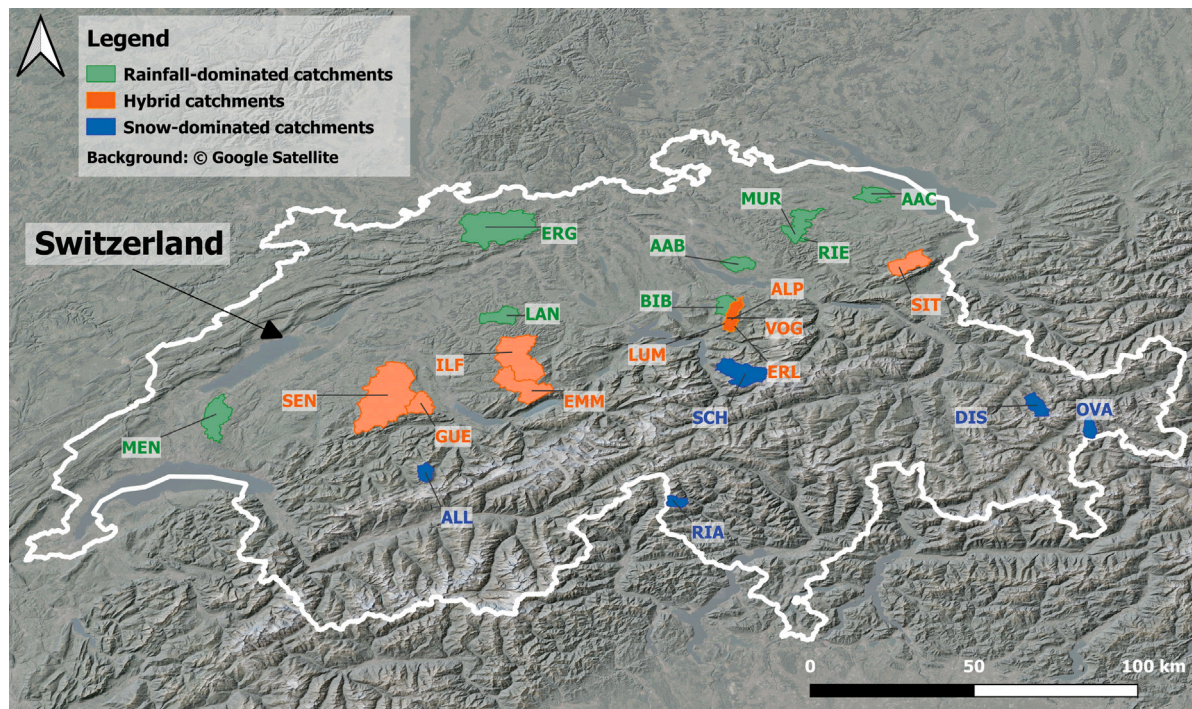 Legend
Rainfall-dominated catchments
Hybrid catchments
Snow-dominated catchments
Background: © Google Satellite
Switzerland
MUR
AAC
ERG
AAB
RIE
BIB
ALP
SIT
LAN
VOG
LUM
ILF
ERL
SEN
EMM
SCH
DIS
OVA
MEN
GUE
ALL
RIA
0
50
100 km